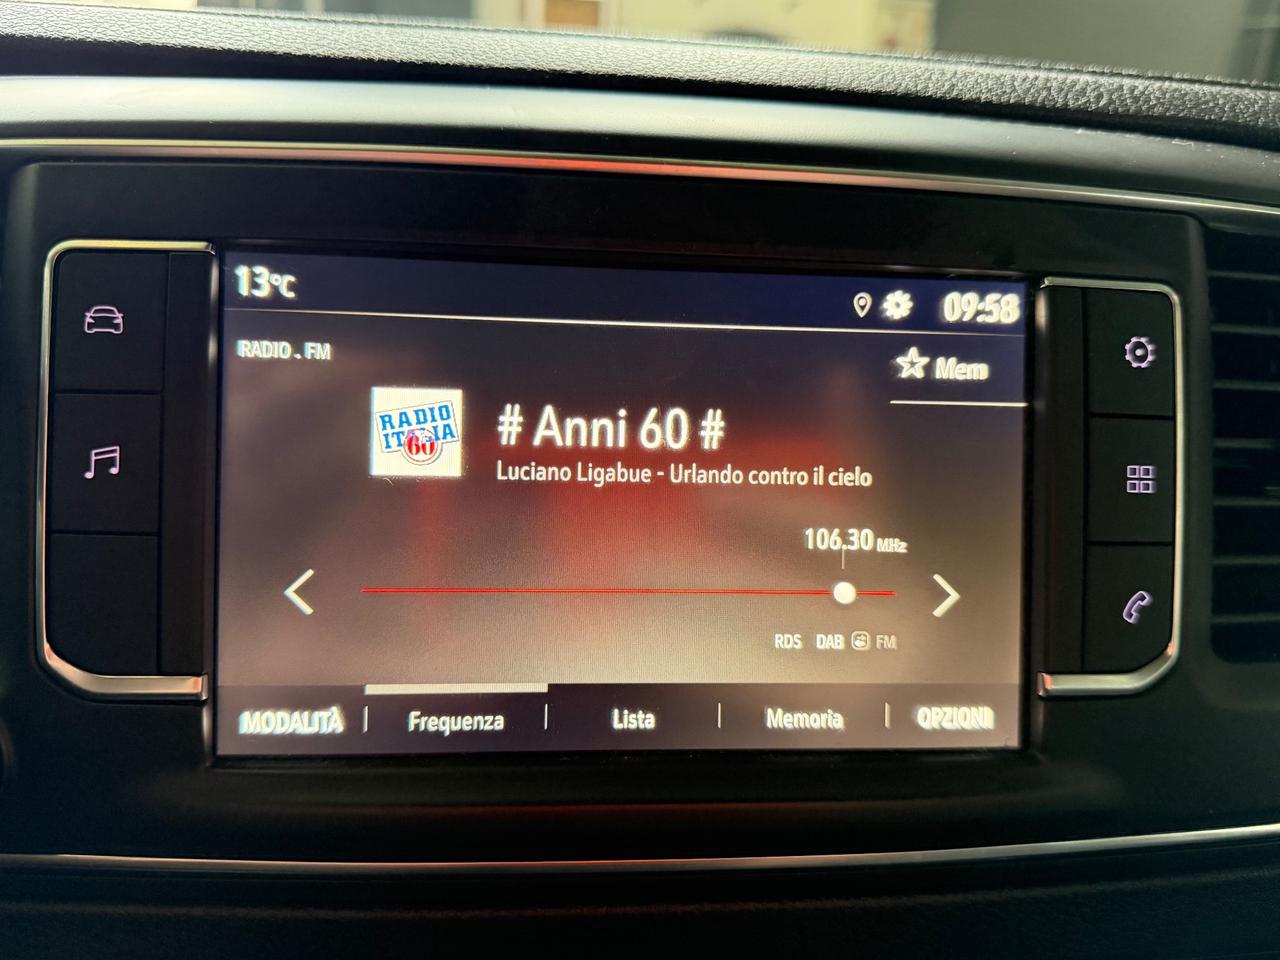 13°C
09:58
RADIO . FM
Mem
RADIO
ITALIA
60
# Anni 60 #
Luciano Ligabue - Urlando contro il cielo
106.30 MHz
RDS DAB FM
MODALITÀ Frequenza Lista Memoria OPZIONI